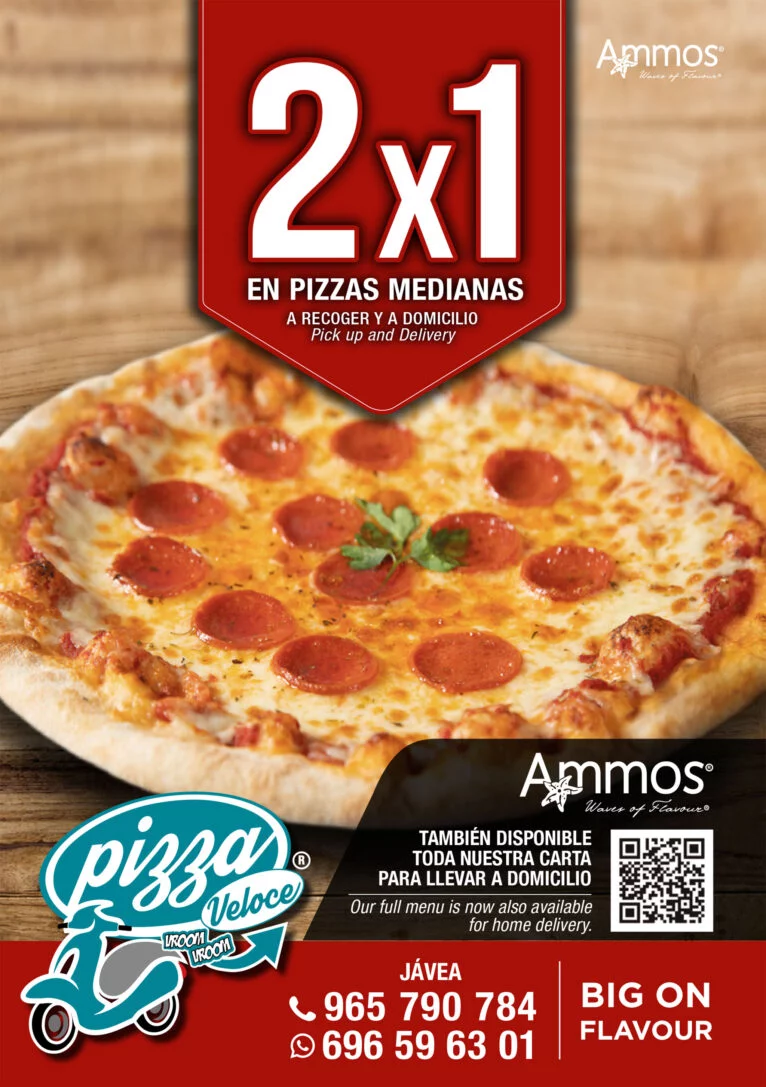 Ammos®
Waves of Flavour®
2x1
EN PIZZAS MEDIANAS
A RECOGER Y A DOMICILIO
Pick up and Delivery
Ammos®
Waves of Flavour®
pizza®
Veloce
VROOM
VROOM
TAMBIÉN DISPONIBLE
TODA NUESTRA CARTA
PARA LLEVAR A DOMICILIO
Our full menu is now also available
for home delivery.
JÁVEA
965 790 784
696 59 63 01
BIG ON
FLAVOUR